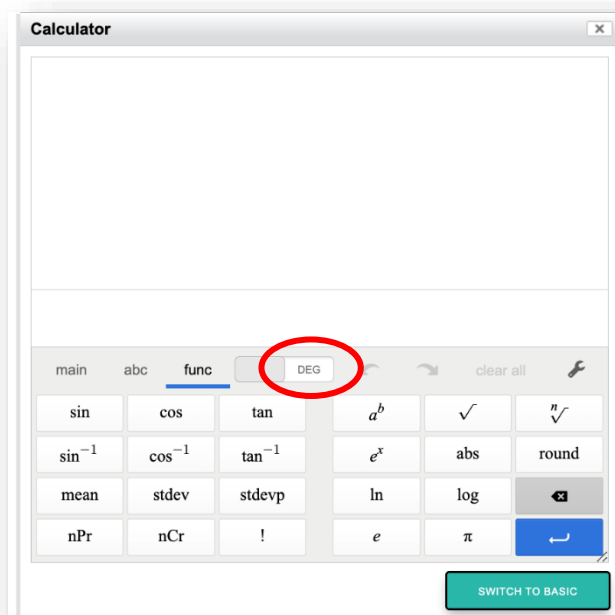 Calculator
main abc func DEG clear all
sin cos tan aᵇ √ ⁿ√
sin⁻¹ cos⁻¹ tan⁻¹ eˣ abs round
mean stdev stdevp ln log
nPr nCr ! e π
SWITCH TO BASIC